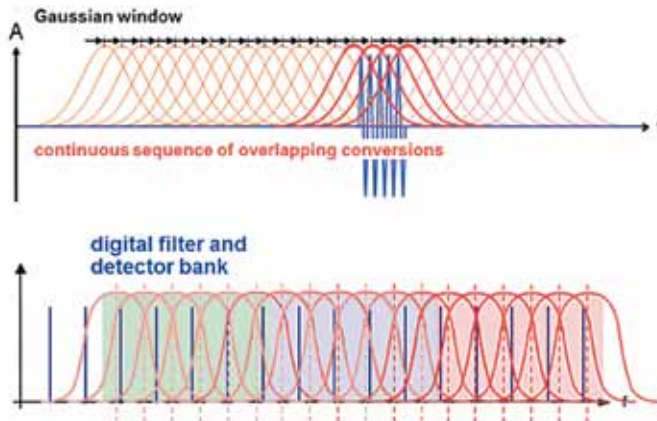 Gaussian window
A
continuous sequence of overlapping conversions
digital filter and
detector bank
f